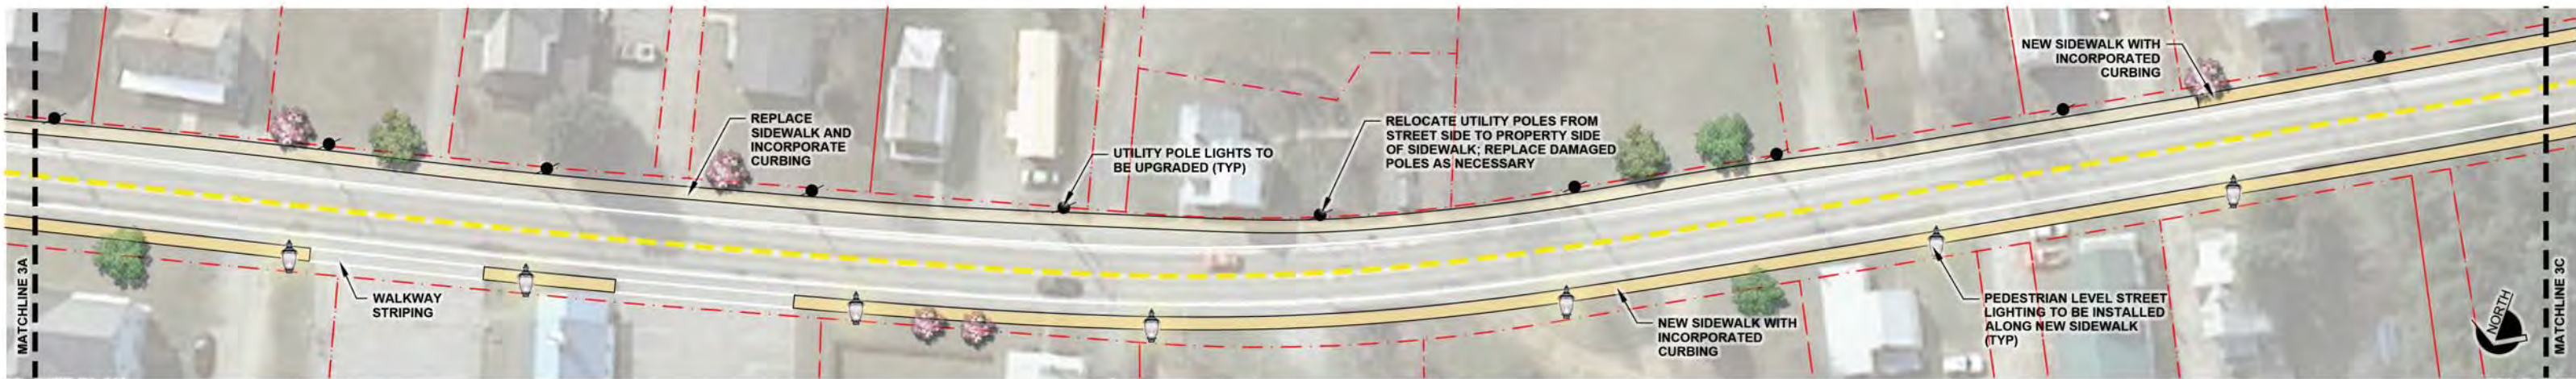 MATCHLINE 3A
WALKWAY
STRIPING
REPLACE
SIDEWALK AND
INCORPORATE
CURBING
UTILITY POLE LIGHTS TO
BE UPGRADED (TYP)
RELOCATE UTILITY POLES FROM
STREET SIDE TO PROPERTY SIDE
OF SIDEWALK; REPLACE DAMAGED
POLES AS NECESSARY
NEW SIDEWALK WITH
INCORPORATED
CURBING
NEW SIDEWALK WITH
INCORPORATED
CURBING
PEDESTRIAN LEVEL STREET
LIGHTING TO BE INSTALLED
ALONG NEW SIDEWALK
(TYP)
NORTH
MATCHLINE 3C